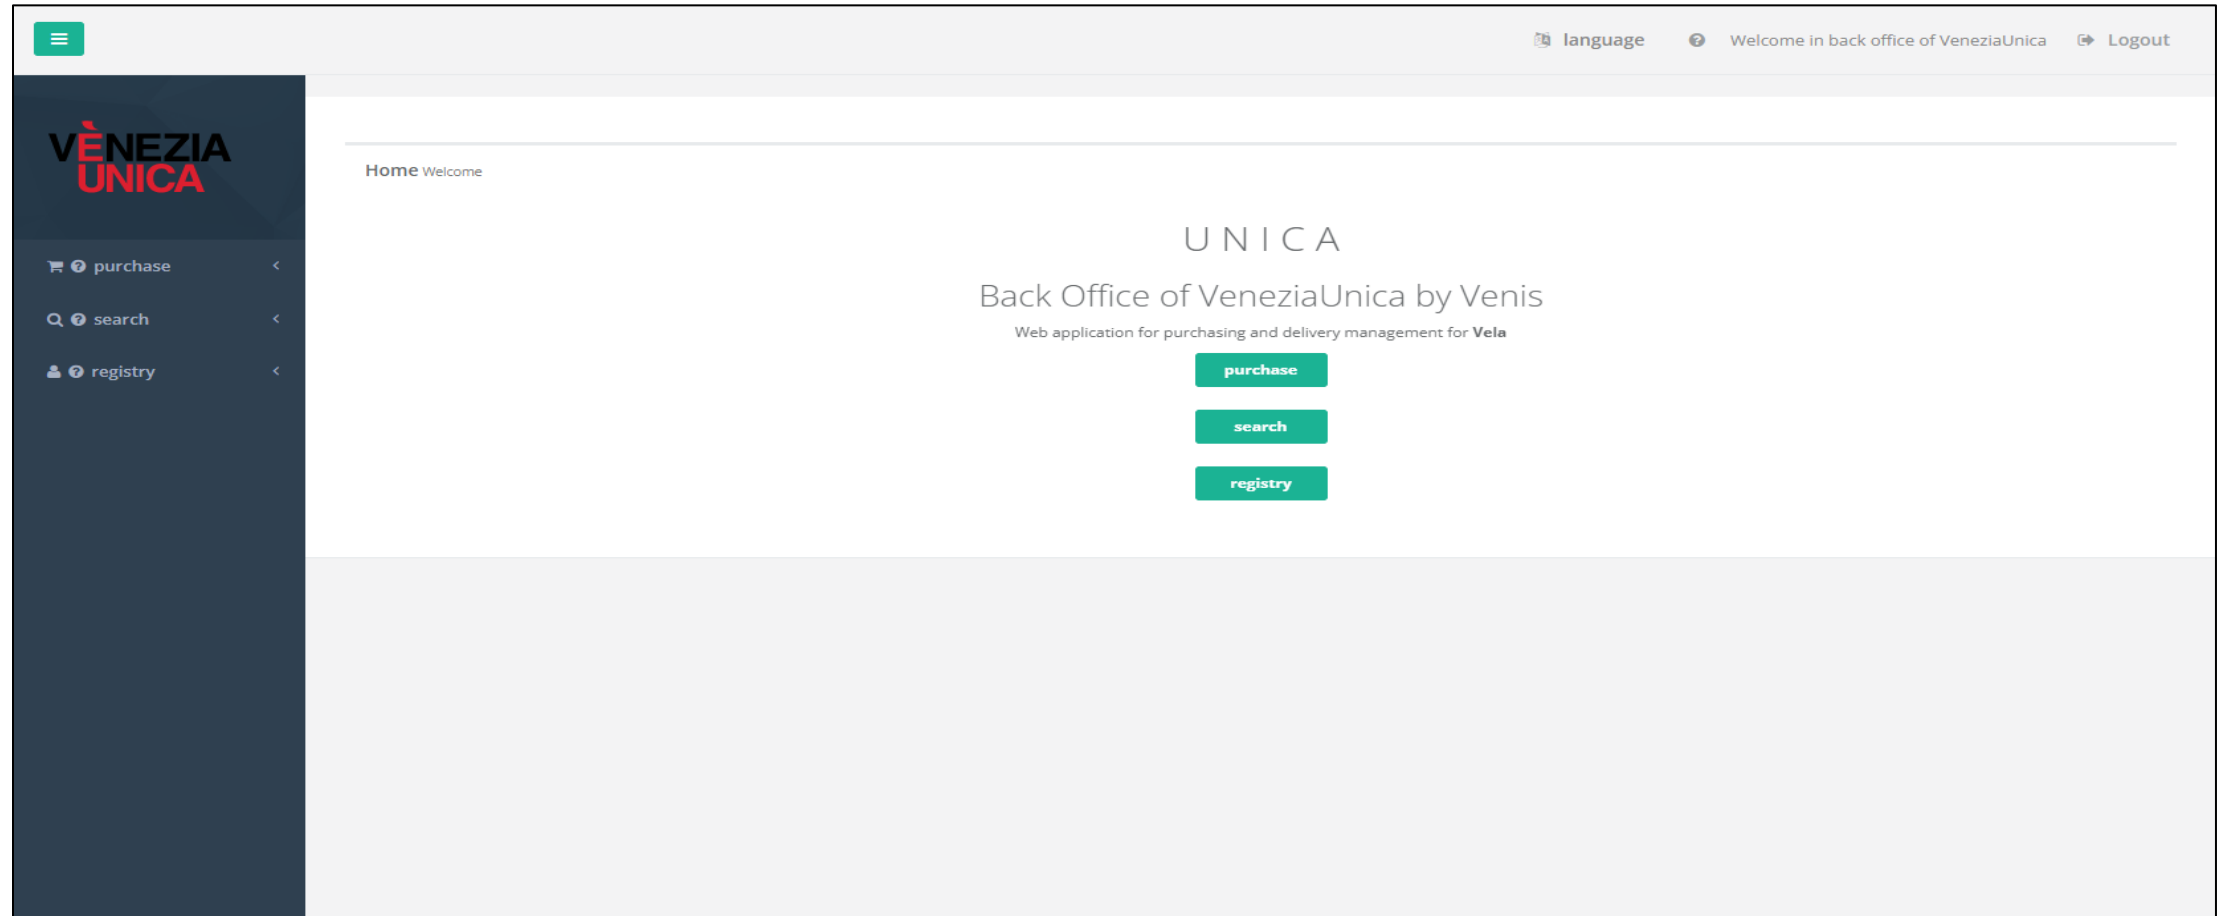 language Welcome in back office of VeneziaUnica Logout
VÈNEZIA
UNICA
purchase
search
registry
Home Welcome
UNICA
Back Office of VeneziaUnica by Venis
Web application for purchasing and delivery management for Vela
purchase
search
registry